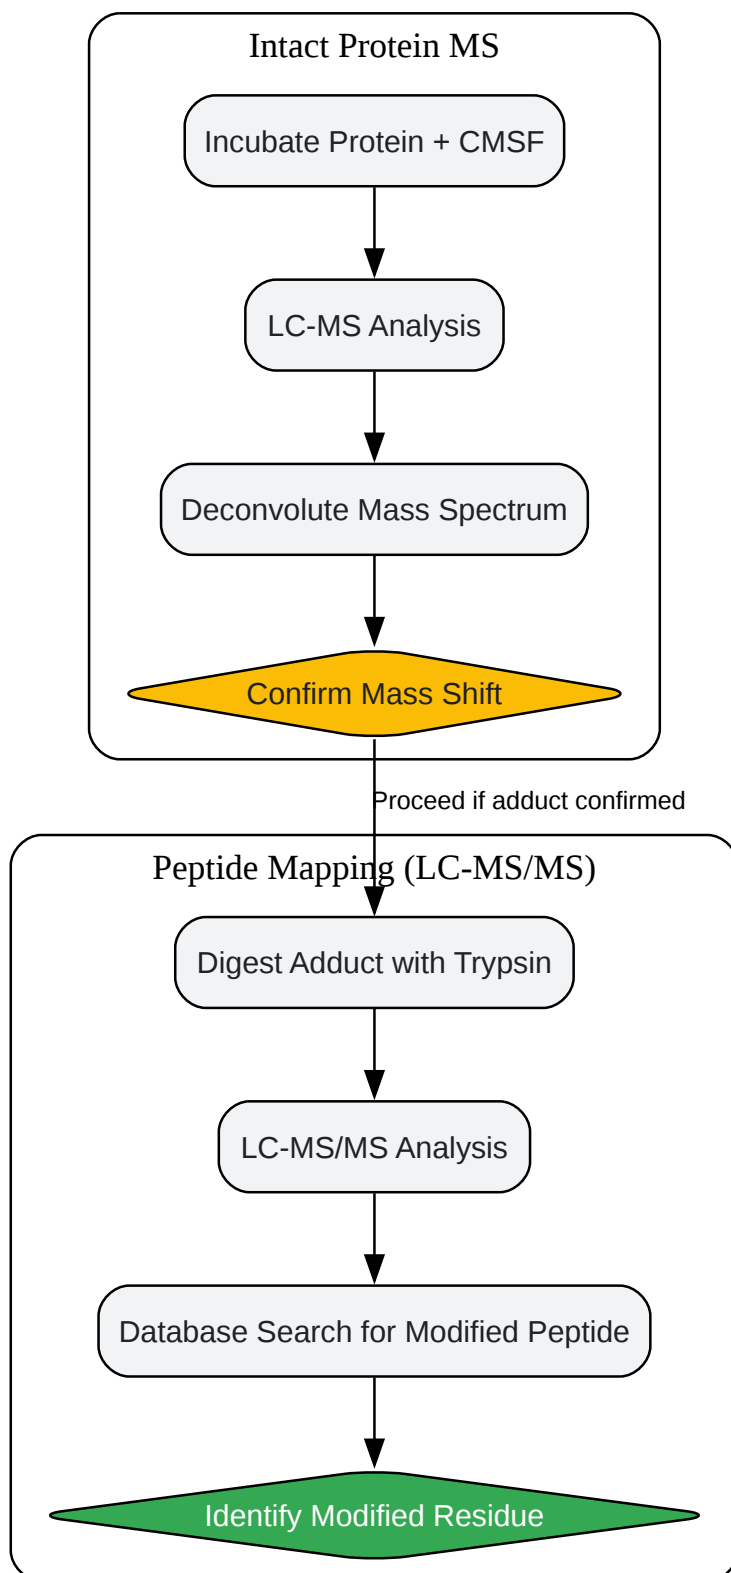 Intact Protein MS
Incubate Protein + CMSF
LC-MS Analysis
Deconvolute Mass Spectrum
Confirm Mass Shift
Proceed if adduct confirmed
Peptide Mapping (LC-MS/MS)
Digest Adduct with Trypsin
LC-MS/MS Analysis
Database Search for Modified Peptide
Identify Modified Residue